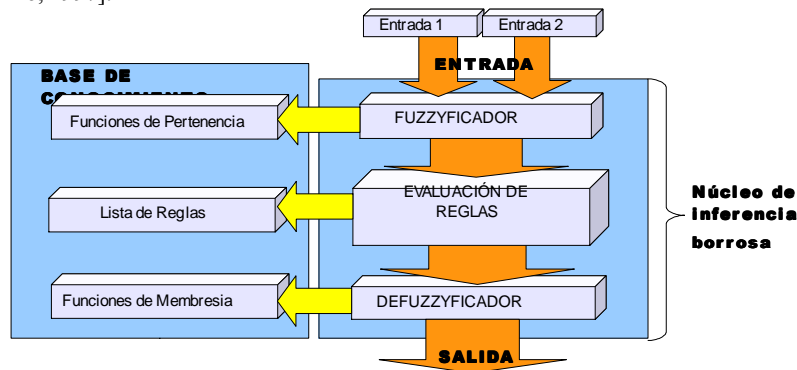 Entrada 1
Entrada 2
ENTRADA
BASE DE
CONOCIMIENTO
FUZZYFICADOR
Funciones de Pertenencia
EVALUACIÓN DE
REGLAS
Lista de Reglas
Núcleo de
inferencia
borrosa
Funciones de Membresia
DEFUZZYFICADOR
SALIDA